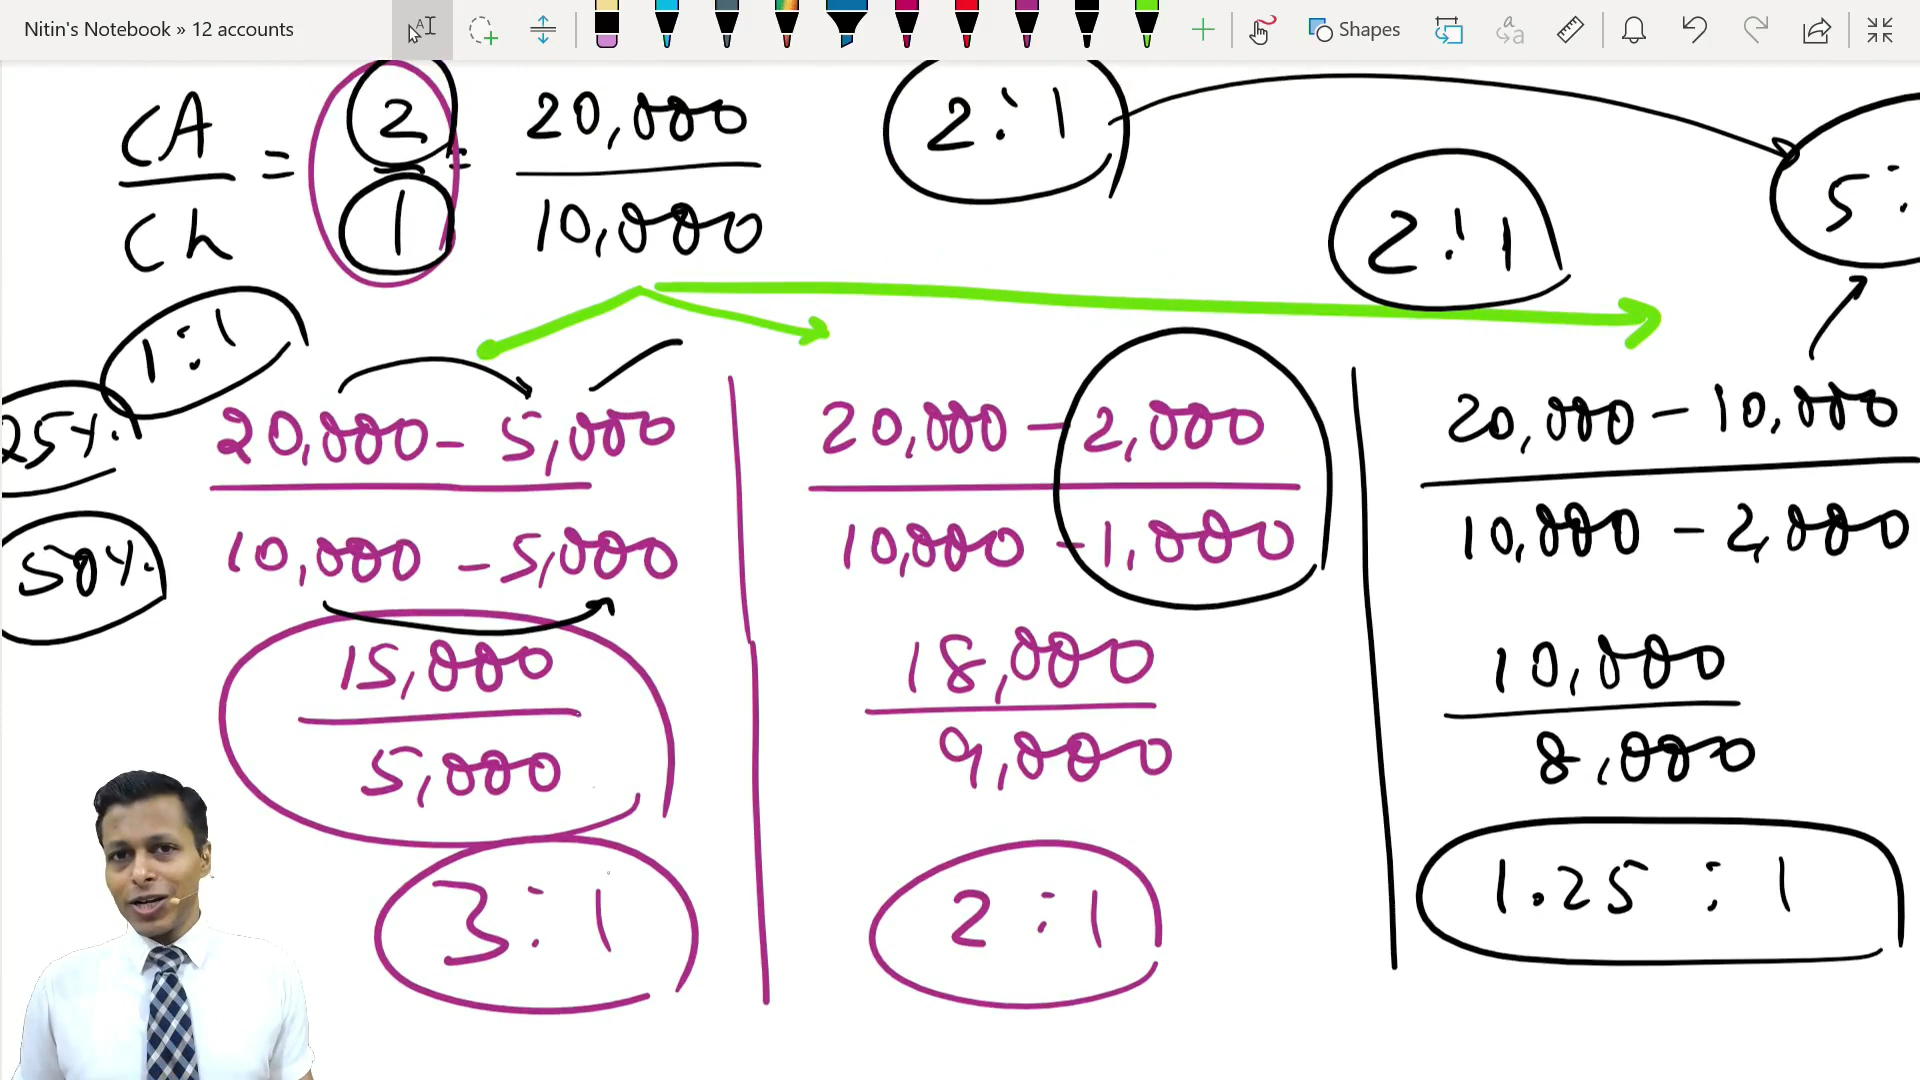 Nitin's Notebook » 12 accounts
Shapes
CA / CL = 2 / 1 = 20,000 / 10,000
2:1
2:1
5:
1:1
25%.
50%.
20,000 - 5,000
10,000 - 5,000
15,000
5,000
3:1
20,000 - 2,000
10,000 - 1,000
18,000
9,000
2:1
20,000 - 10,000
10,000 - 2,000
10,000
8,000
1.25 : 1